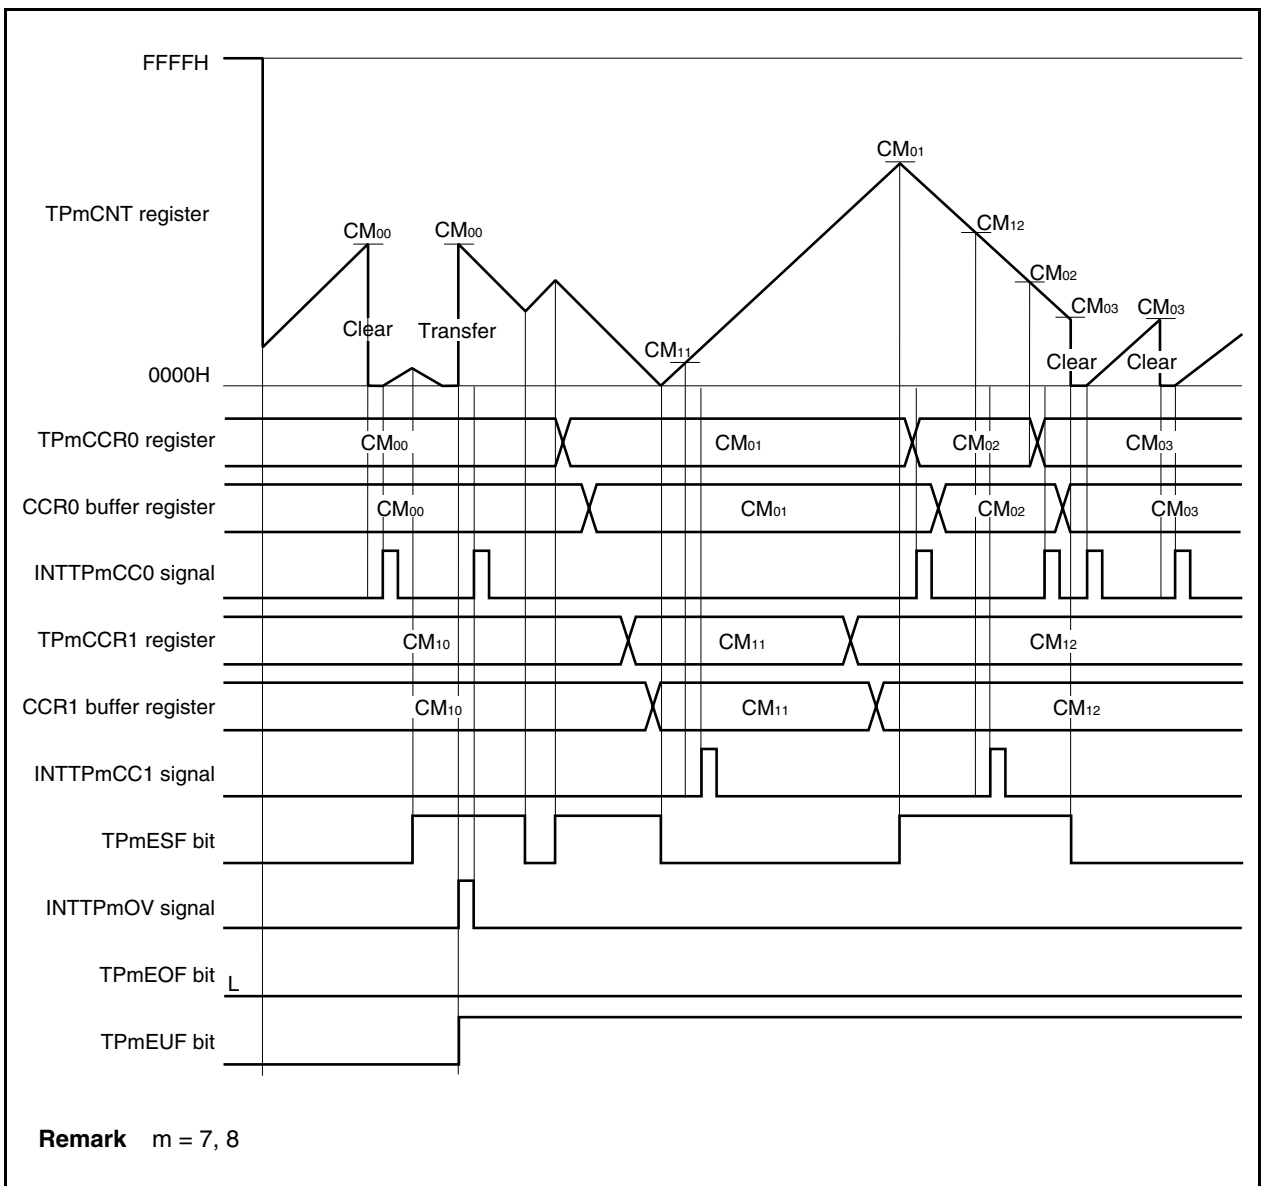 FFFFH
CM01
TPmCNT register
CM12
CM00 CM00
CM02
CM03 CM03
Clear Transfer
CM11
Clear Clear
0000H
TPmCCR0 register CM00 CM01 CM02 CM03
CCR0 buffer register CM00 CM01 CM02 CM03
INTTPmCC0 signal
TPmCCR1 register CM10 CM11 CM12
CCR1 buffer register CM10 CM11 CM12
INTTPmCC1 signal
TPmESF bit
INTTPmOV signal
TPmEOF bit L
TPmEUF bit
Remark m = 7, 8